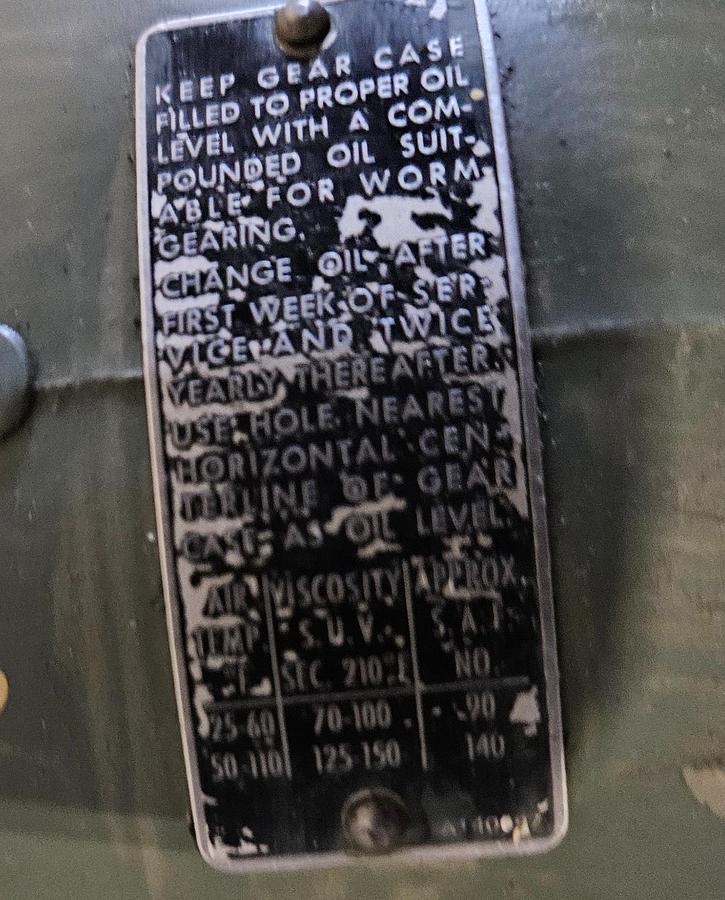 KEEP GEAR CASE
FILLED TO PROPER OIL
LEVEL WITH A COM-
POUNDED OIL SUIT-
ABLE FOR WORM
GEARING.
CHANGE OIL AFTER
FIRST WEEK OF SER-
VICE AND TWICE
YEARLY THEREAFTER.
USE HOLE NEAREST
HORIZONTAL CEN-
TERLINE OF GEAR
CASE AS OIL LEVEL.
AIR VISCOSITY APPROX.
TEMP. S.U.V. S.A.E.
°F. SEC. 210°F. NO.
25-60 70-100 90
50-110 125-150 140